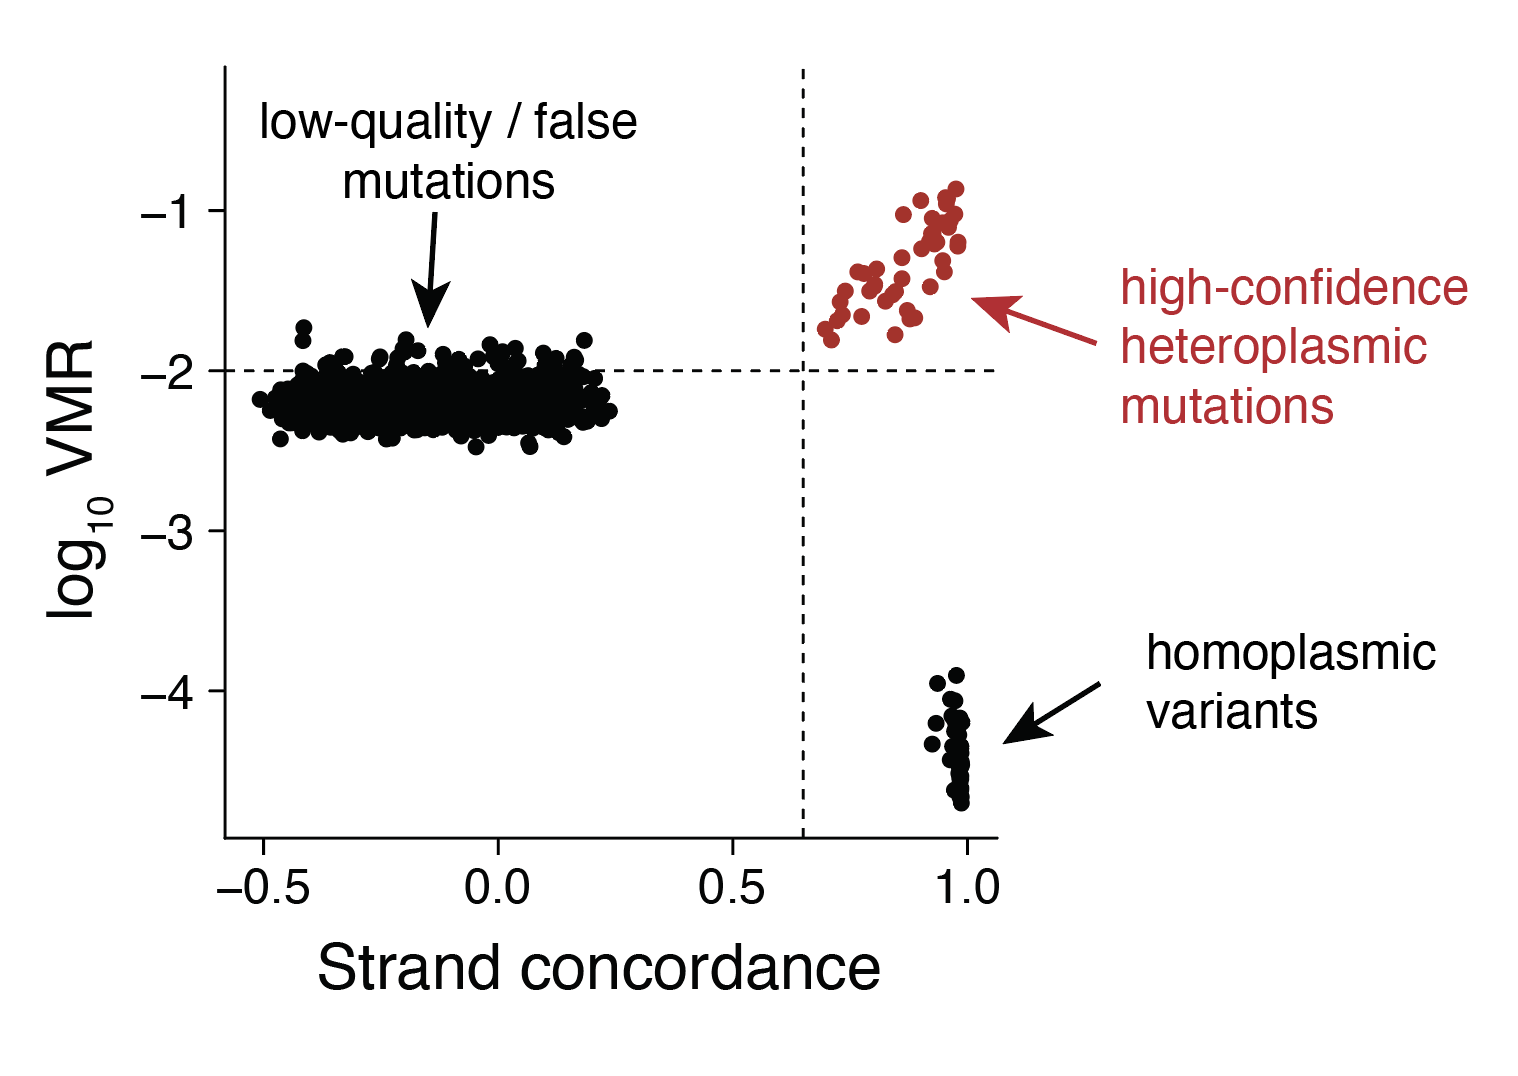 low-quality / false
mutations
−1
−2
−3
−4
log10 VMR
high-confidence
heteroplasmic
mutations
homoplasmic
variants
−0.5
0.0
0.5
1.0
Strand concordance